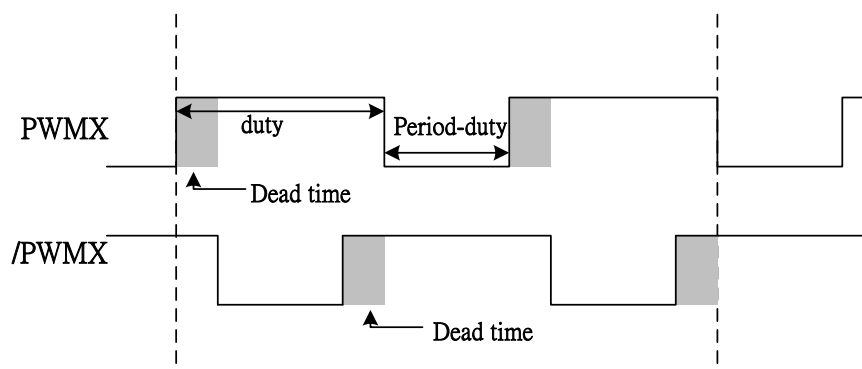 PWMX
duty
Period-duty
Dead time
/PWMX
Dead time